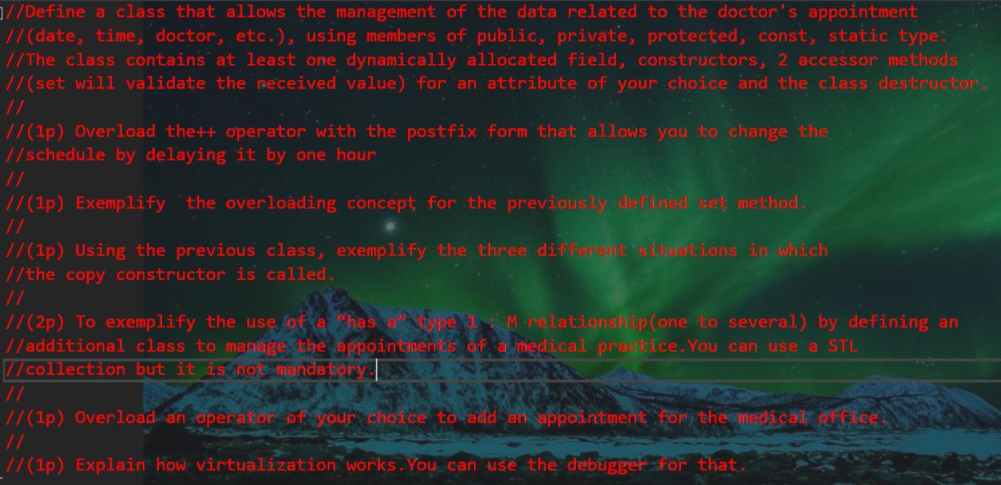 //Define a class that allows the management of the data related to the doctor's appointment
//(date, time, doctor, etc.), using members of public, private, protected, const, static type.
//The class contains at least one dynamically allocated field, constructors, 2 accessor methods
//(set will validate the received value) for an attribute of your choice and the class destructor.
//
//(1p) Overload the++ operator with the postfix form that allows you to change the
//schedule by delaying it by one hour
//
//(1p) Exemplify  the overloading concept for the previously defined set method.
//
//(1p) Using the previous class, exemplify the three different situations in which
//the copy constructor is called.
//
//(2p) To exemplify the use of a “has a” type 1 : M relationship(one to several) by defining an
//additional class to manage the appointments of a medical practice.You can use a STL
//collection but it is not mandatory.
//
//(1p) Overload an operator of your choice to add an appointment for the medical office.
//
//(1p) Explain how virtualization works.You can use the debugger for that.